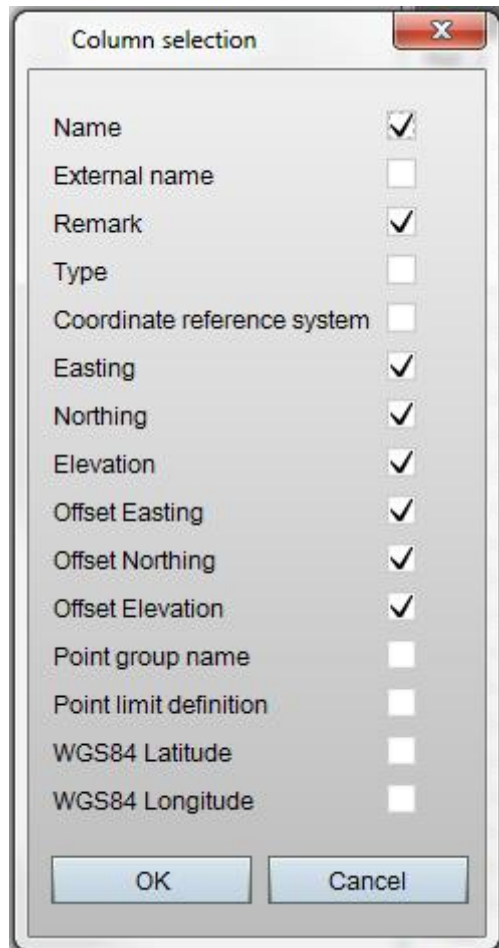 Column selection
Name
External name
Remark
Type
Coordinate reference system
Easting
Northing
Elevation
Offset Easting
Offset Northing
Offset Elevation
Point group name
Point limit definition
WGS84 Latitude
WGS84 Longitude
OK Cancel